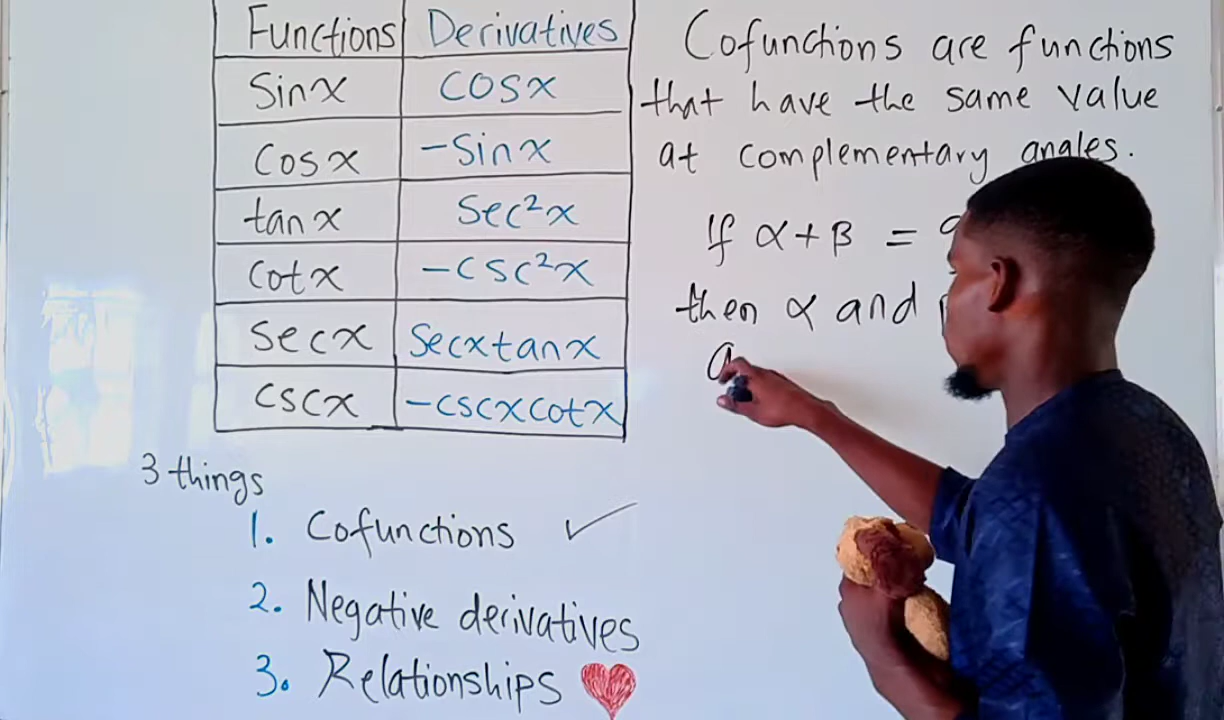 Functions Derivatives
Sinx COSx
Cosx -Sinx
tanx Sec²x
Cotx -csc²x
Secx Secxtanx
CSCx -cscxcotx
3 things
1. Cofunctions ✓
2. Negative derivatives
3. Relationships
Cofunctions are functions
that have the same value
at complementary angles.
If α+β =
then α and